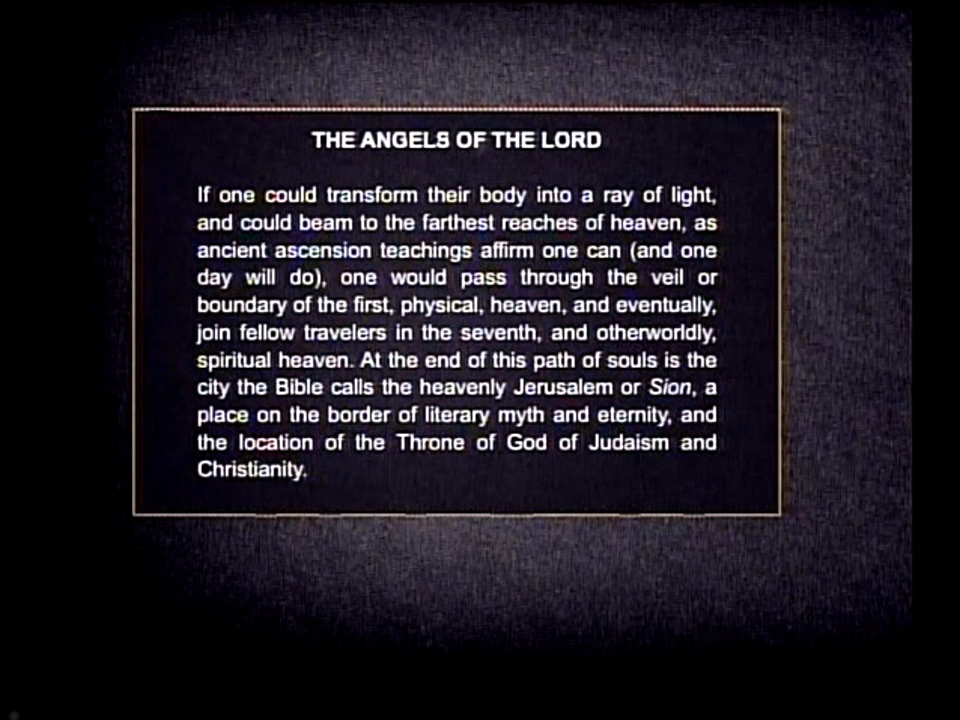 THE ANGELS OF THE LORD
If one could transform their body into a ray of light,
and could beam to the farthest reaches of heaven, as
ancient ascension teachings affirm one can (and one
day will do), one would pass through the veil or
boundary of the first, physical, heaven, and eventually,
join fellow travelers in the seventh, and otherworldly,
spiritual heaven. At the end of this path of souls is the
city the Bible calls the heavenly Jerusalem or Sion, a
place on the border of literary myth and eternity, and
the location of the Throne of God of Judaism and
Christianity.